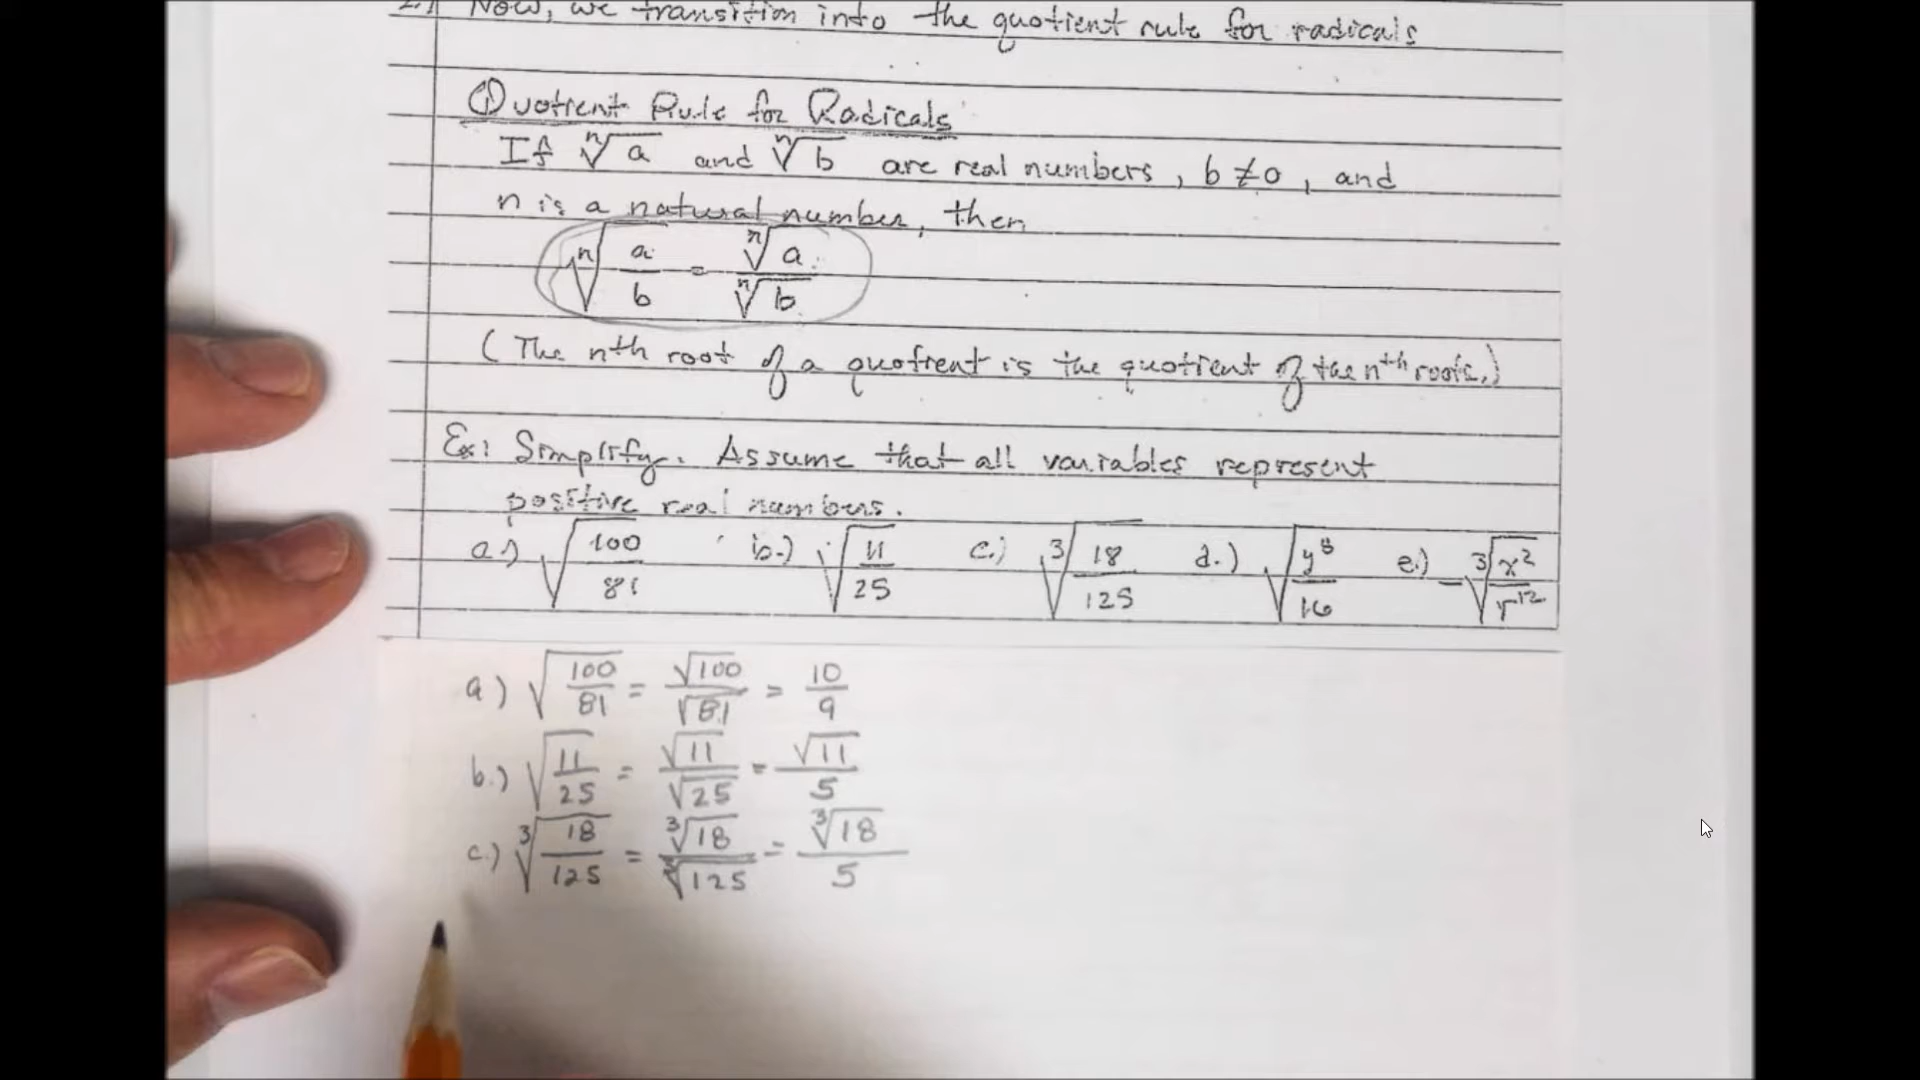 2.) Now, we transition into the quotient rule for radicals
Quotient Rule for Radicals
If ⁿ√a and ⁿ√b are real numbers, b ≠ 0, and
n is a natural number, then
ⁿ√(a/b) = ⁿ√a / ⁿ√b
(The nth root of a quotient is the quotient of the nᵗʰ roots.)
Ex: Simplify. Assume that all variables represent
positive real numbers.
a.) √(100/81) b.) √(11/25) c.) ³√(18/125) d.) √(y⁸/16) e.) -³√(x²/r¹²)
a.) √(100/81) = √100/√81 = 10/9
b.) √(11/25) = √11/√25 = √11/5
c.) ³√(18/125) = ³√18/³√125 = ³√18/5